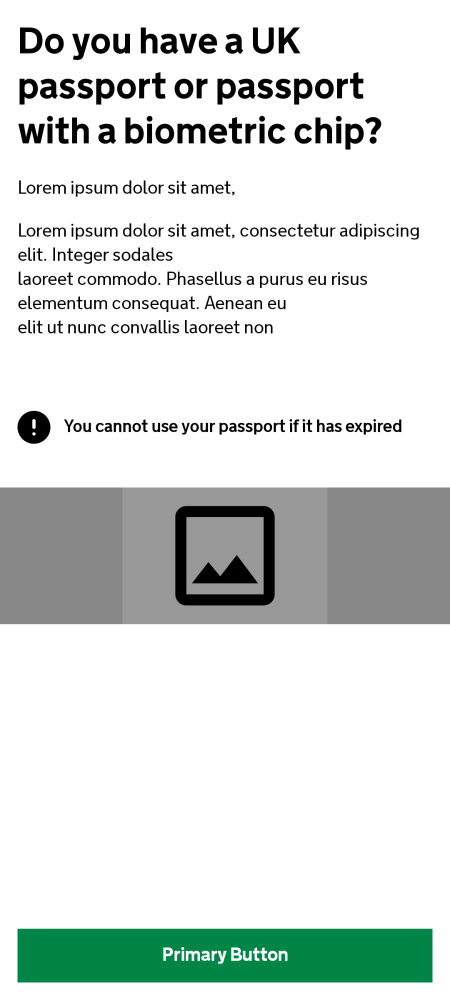 Do you have a UK
passport or passport
with a biometric chip?
Lorem ipsum dolor sit amet,
Lorem ipsum dolor sit amet, consectetur adipiscing
elit. Integer sodales
laoreet commodo. Phasellus a purus eu risus
elementum consequat. Aenean eu
elit ut nunc convallis laoreet non
You cannot use your passport if it has expired
Primary Button